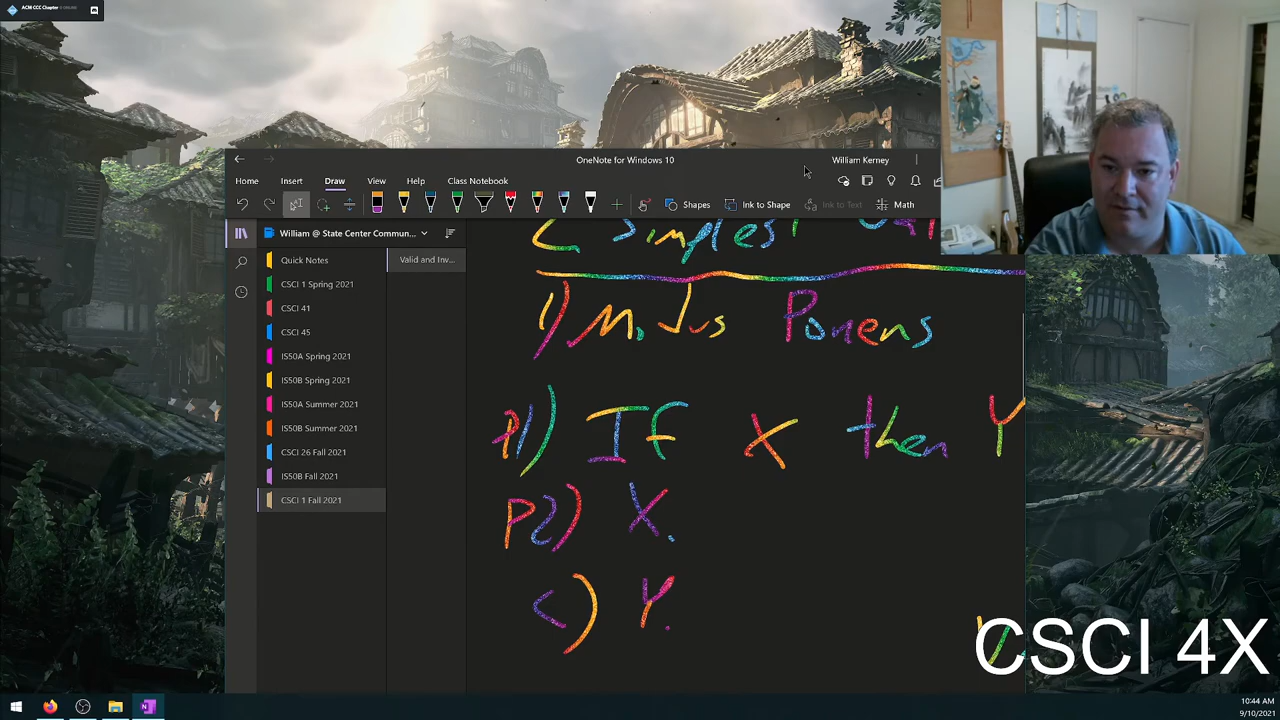 ACM CCC Chapter
OneNote for Windows 10
William Kerney
Home Insert Draw View Help Class Notebook
Shapes Ink to Shape Ink to Text Math
William @ State Center Commun...
Valid and Inv...
Quick Notes
CSCI 1 Spring 2021
CSCI 41
CSCI 45
IS50A Spring 2021
IS50B Spring 2021
IS50A Summer 2021
IS50B Summer 2021
CSCI 26 Fall 2021
IS50B Fall 2021
CSCI 1 Fall 2021
1) Modus Ponens
P1) If X then Y
P2) X.
C) Y.
CSCI 4X
10:44 AM
9/10/2021